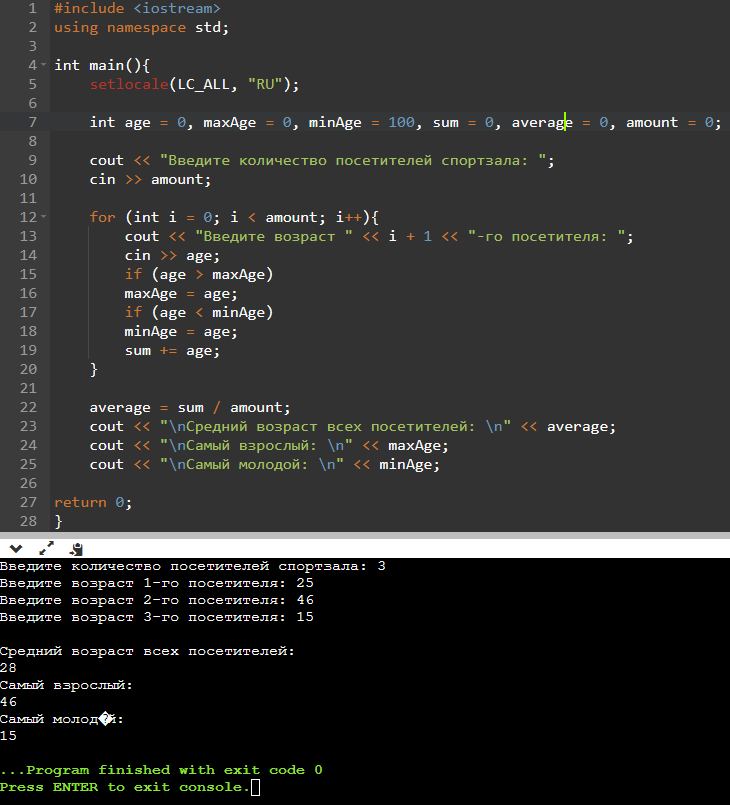 1 #include <iostream>
2 using namespace std;
3
4 int main(){
5 setlocale(LC_ALL, "RU");
6
7 int age = 0, maxAge = 0, minAge = 100, sum = 0, average = 0, amount = 0;
8
9 cout << "Введите количество посетителей спортзала: ";
10 cin >> amount;
11
12 for (int i = 0; i < amount; i++){
13 cout << "Введите возраст " << i + 1 << "-го посетителя: ";
14 cin >> age;
15 if (age > maxAge)
16 maxAge = age;
17 if (age < minAge)
18 minAge = age;
19 sum += age;
20 }
21
22 average = sum / amount;
23 cout << "\nСредний возраст всех посетителей: \n" << average;
24 cout << "\nСамый взрослый: \n" << maxAge;
25 cout << "\nСамый молодой: \n" << minAge;
26
27 return 0;
28 }
Введите количество посетителей спортзала: 3
Введите возраст 1-го посетителя: 25
Введите возраст 2-го посетителя: 46
Введите возраст 3-го посетителя: 15
Средний возраст всех посетителей:
28
Самый взрослый:
46
Самый молод�й:
15
...Program finished with exit code 0
Press ENTER to exit console.